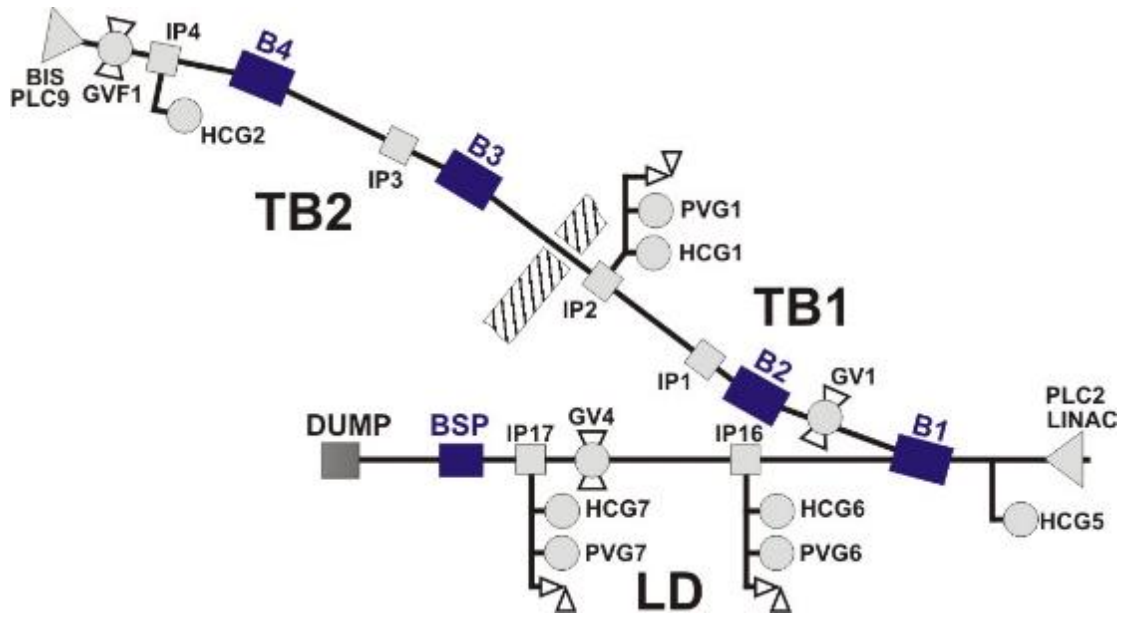 IP4
B4
BIS
PLC9
GVF1
HCG2
IP3
B3
TB2
PVG1
HCG1
IP2
TB1
IP1
B2
GV1
PLC2
LINAC
DUMP
BSP
IP17
GV4
IP16
B1
HCG7
HCG6
HCG5
PVG7
PVG6
LD